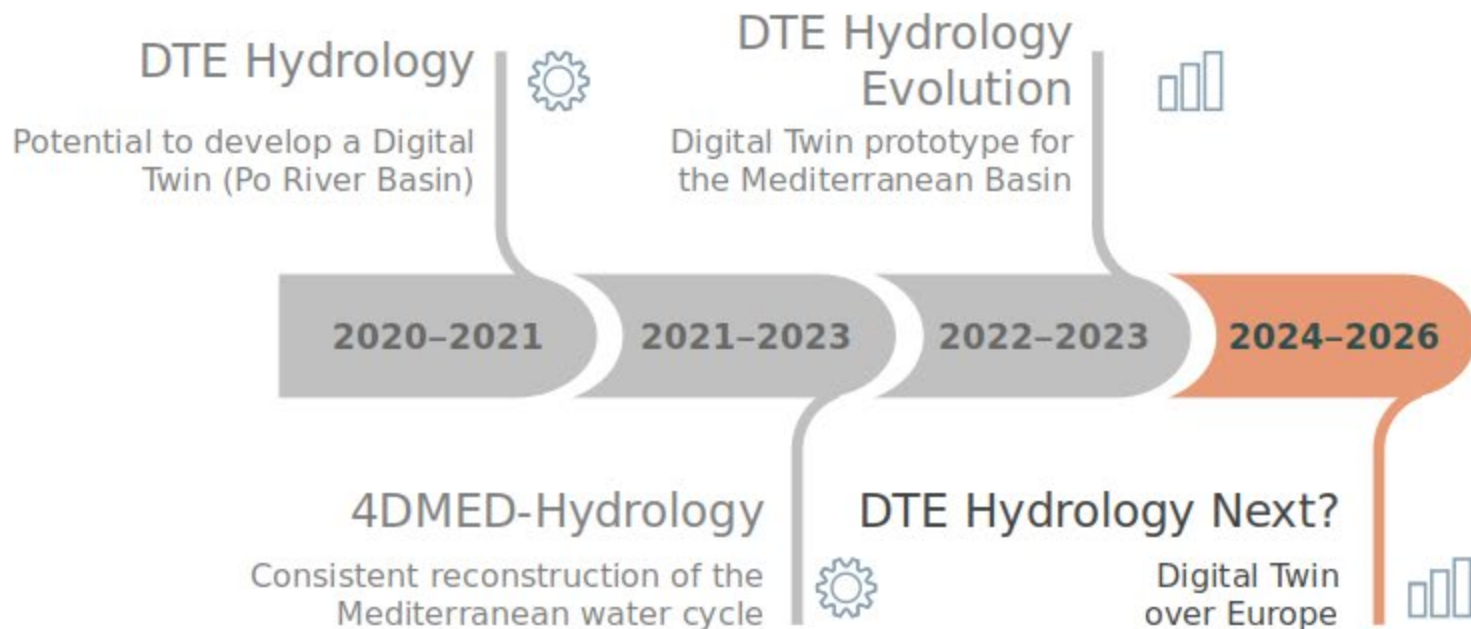 DTE Hydrology
Potential to develop a Digital
Twin (Po River Basin)
DTE Hydrology
Evolution
Digital Twin prototype for
the Mediterranean Basin
2020–2021
2021–2023
2022–2023
2024–2026
4DMED-Hydrology
Consistent reconstruction of the
Mediterranean water cycle
DTE Hydrology Next?
Digital Twin
over Europe